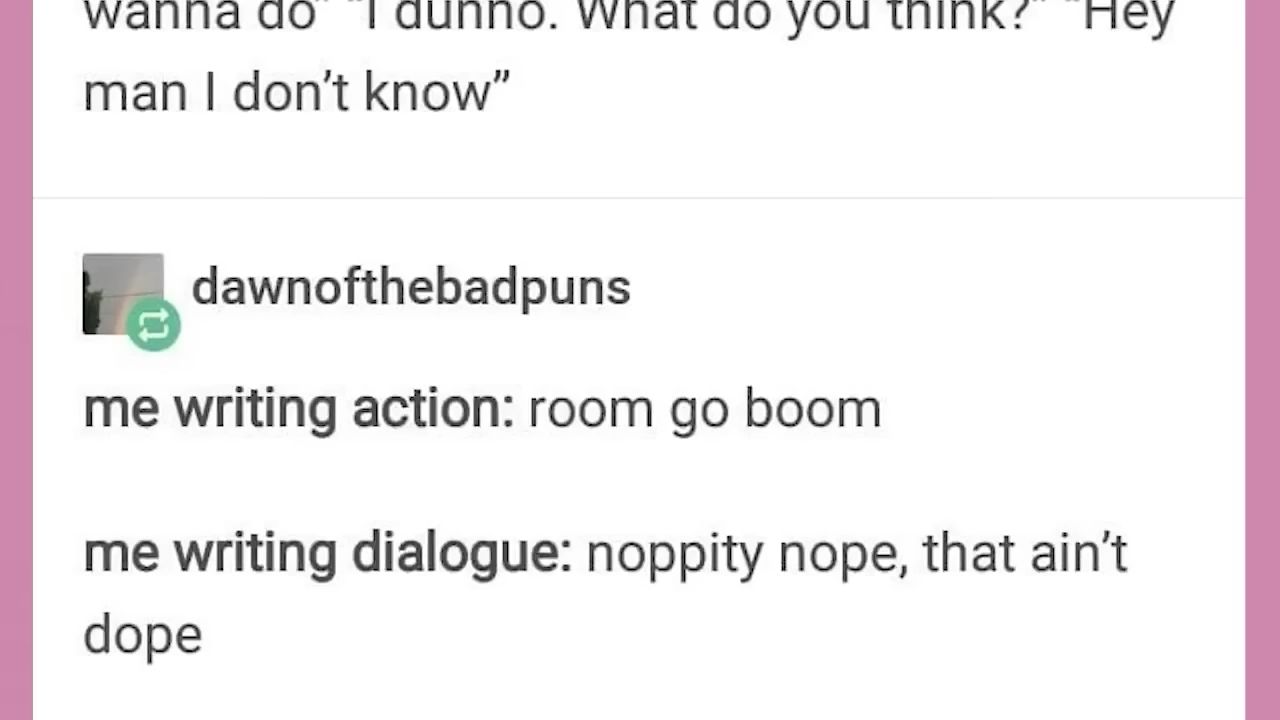 wanna do” “I dunno. What do you think?” “Hey
man I don’t know”
dawnofthebadpuns
me writing action: room go boom
me writing dialogue: noppity nope, that ain’t
dope